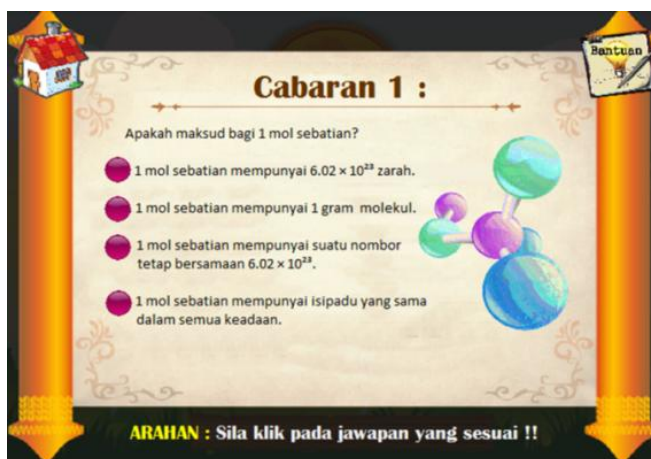 Bantuan
Cabaran 1 :
Apakah maksud bagi 1 mol sebatian?
1 mol sebatian mempunyai 6.02 × 10²³ zarah.
1 mol sebatian mempunyai 1 gram molekul.
1 mol sebatian mempunyai suatu nombor
tetap bersamaan 6.02 × 10²³.
1 mol sebatian mempunyai isipadu yang sama
dalam semua keadaan.
ARAHAN : Sila klik pada jawapan yang sesuai !!